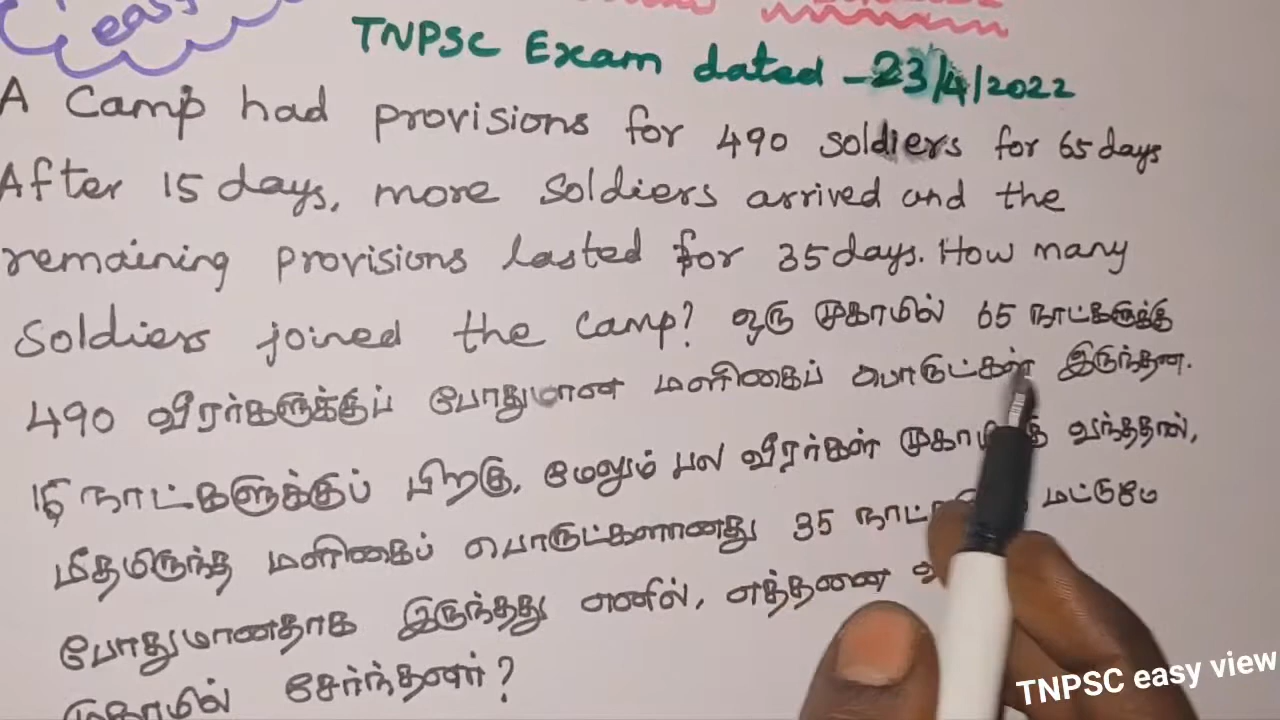 easy
TNPSC Exam dated - 23/4/2022
A Camp had provisions for 490 soldiers for 65 days
After 15 days, more soldiers arrived and the
remaining provisions lasted for 35 days. How many
Soldiers joined the camp? ஒரு முகாமில் 65 நாட்களுக்கு
490 வீரர்களுக்குப் போதுமான மளிகைப் பொருட்கள் இருந்தன.
15 நாட்களுக்குப் பிறகு, மேலும் பல வீரர்கள் வந்ததால்,
மீதமிருந்த மளிகைப் பொருட்களானது 35 மட்டுமே
போதுமானதாக இருந்தது எனில், எத்தணை
முகாமில் சேர்ந்தனர்?
TNPSC easy view